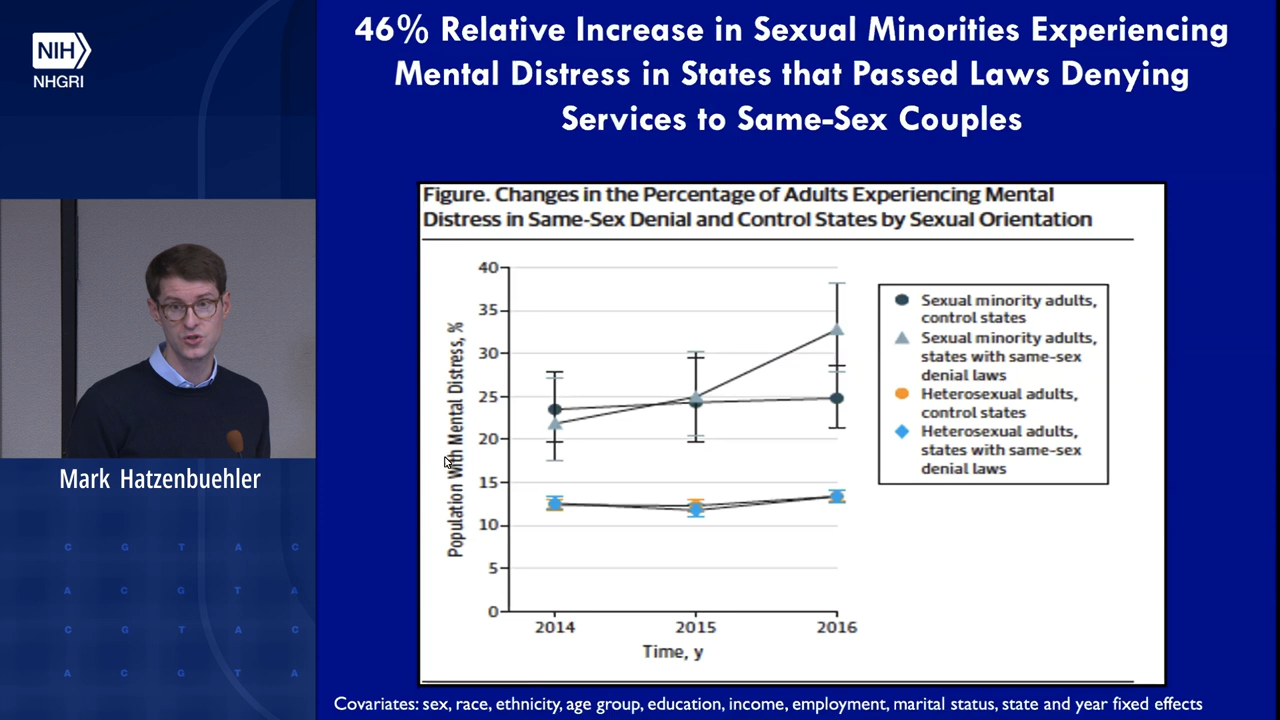 NIH
NHGRI
46% Relative Increase in Sexual Minorities Experiencing
Mental Distress in States that Passed Laws Denying
Services to Same-Sex Couples
Figure. Changes in the Percentage of Adults Experiencing Mental
Distress in Same-Sex Denial and Control States by Sexual Orientation
Population With Mental Distress, %
40
35
30
25
20
15
10
5
0
2014
2015
2016
Time, y
Sexual minority adults,
control states
Sexual minority adults,
states with same-sex
denial laws
Heterosexual adults,
control states
Heterosexual adults,
states with same-sex
denial laws
Mark Hatzenbuehler
C G T A C
A C G T A
C G T A C
A C G T A
Covariates: sex, race, ethnicity, age group, education, income, employment, marital status, state and year fixed effects